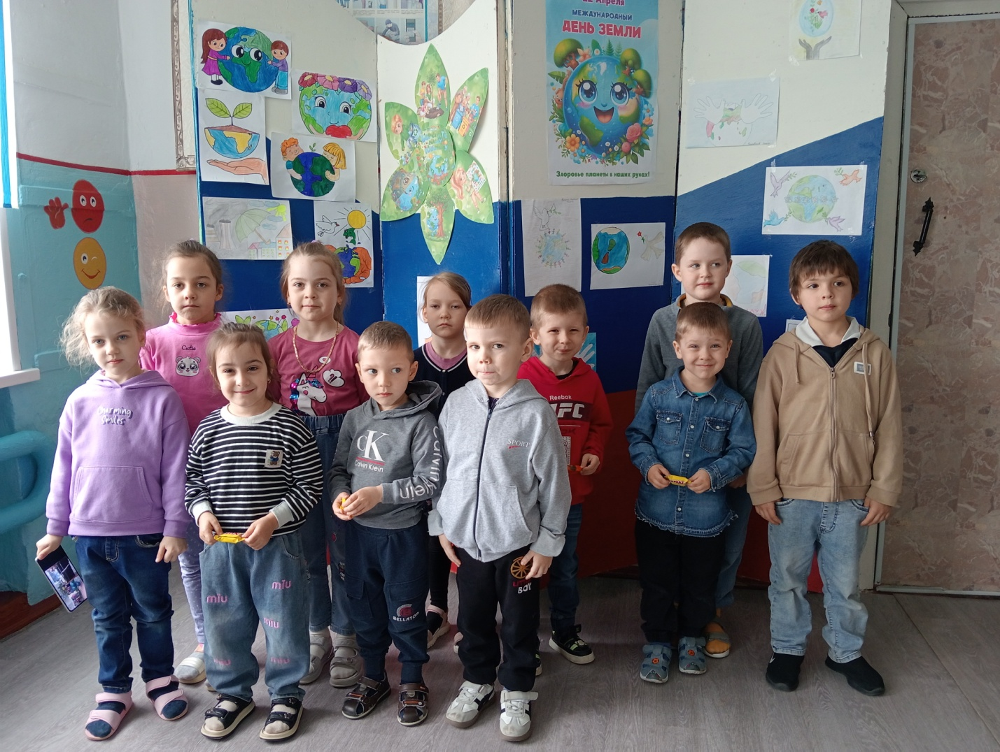 22 Апреля
МЕЖДУНАРОДНЫЙ
ДЕНЬ ЗЕМЛИ
Здоровье планеты в наших руках!
Cutie
Charming
Smiles
CK
Calvin Klein
Calvin Klein
SPORT
Reebok
UFC
miu
miu
miu
miu
miu
BELLATOR
BOY